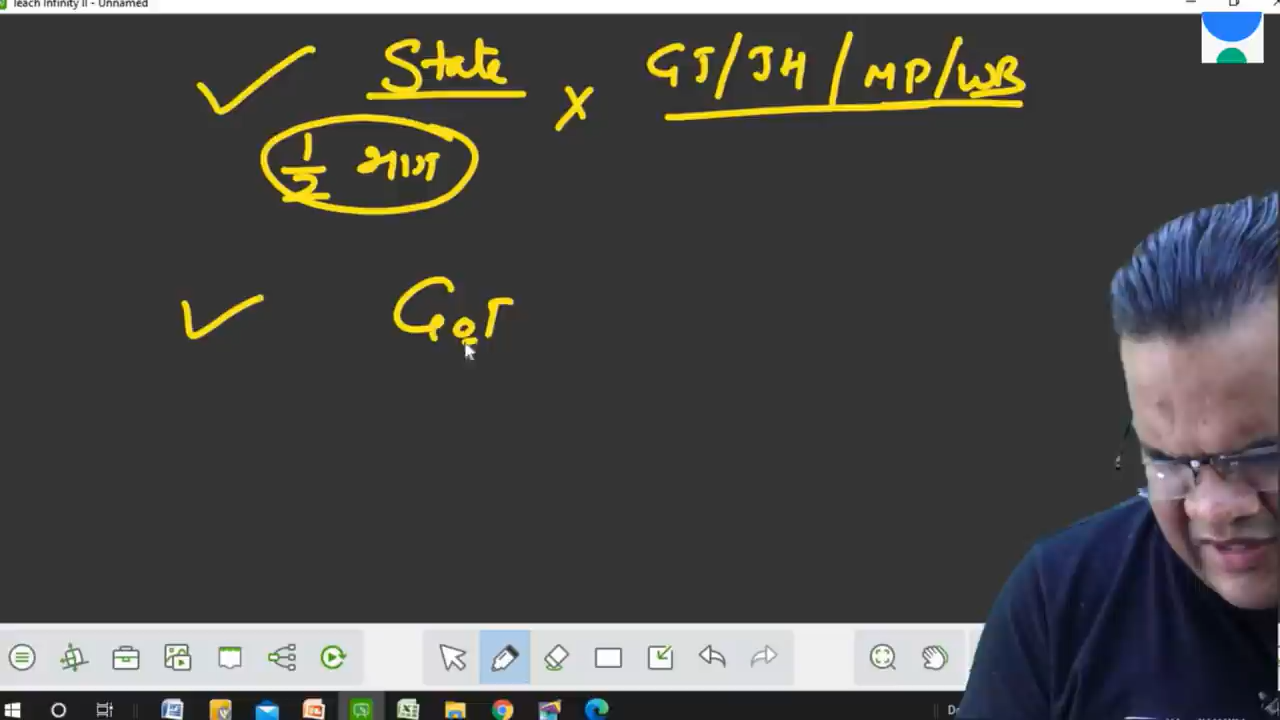 Teach Infinity II - Unnamed
State × GJ/JH/MP/WB
1/2 भाग
GoI